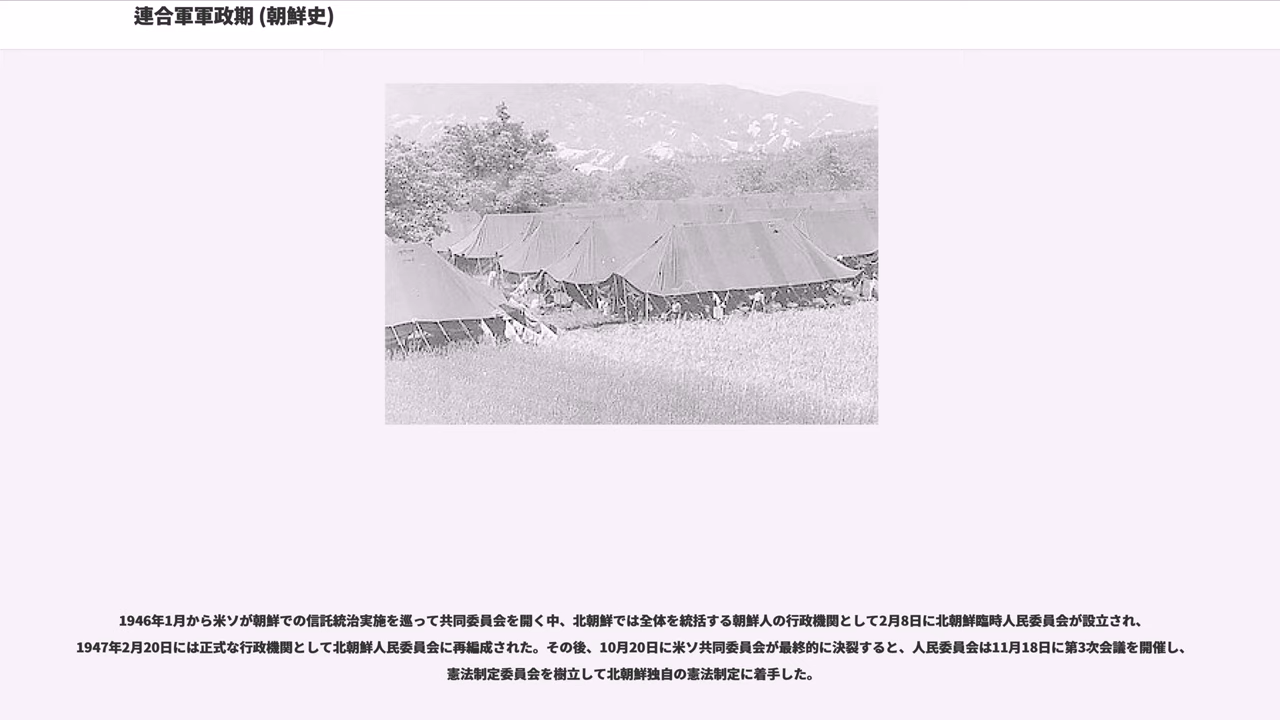 連合軍軍政期 (朝鮮史)
1946年1月から米ソが朝鮮での信託統治実施を巡って共同委員会を開く中、北朝鮮では全体を統括する朝鮮人の行政機関として2月8日に北朝鮮臨時人民委員会が設立され、
1947年2月20日には正式な行政機関として北朝鮮人民委員会に再編成された。その後、10月20日に米ソ共同委員会が最終的に決裂すると、人民委員会は11月18日に第3次会議を開催し、
憲法制定委員会を樹立して北朝鮮独自の憲法制定に着手した。